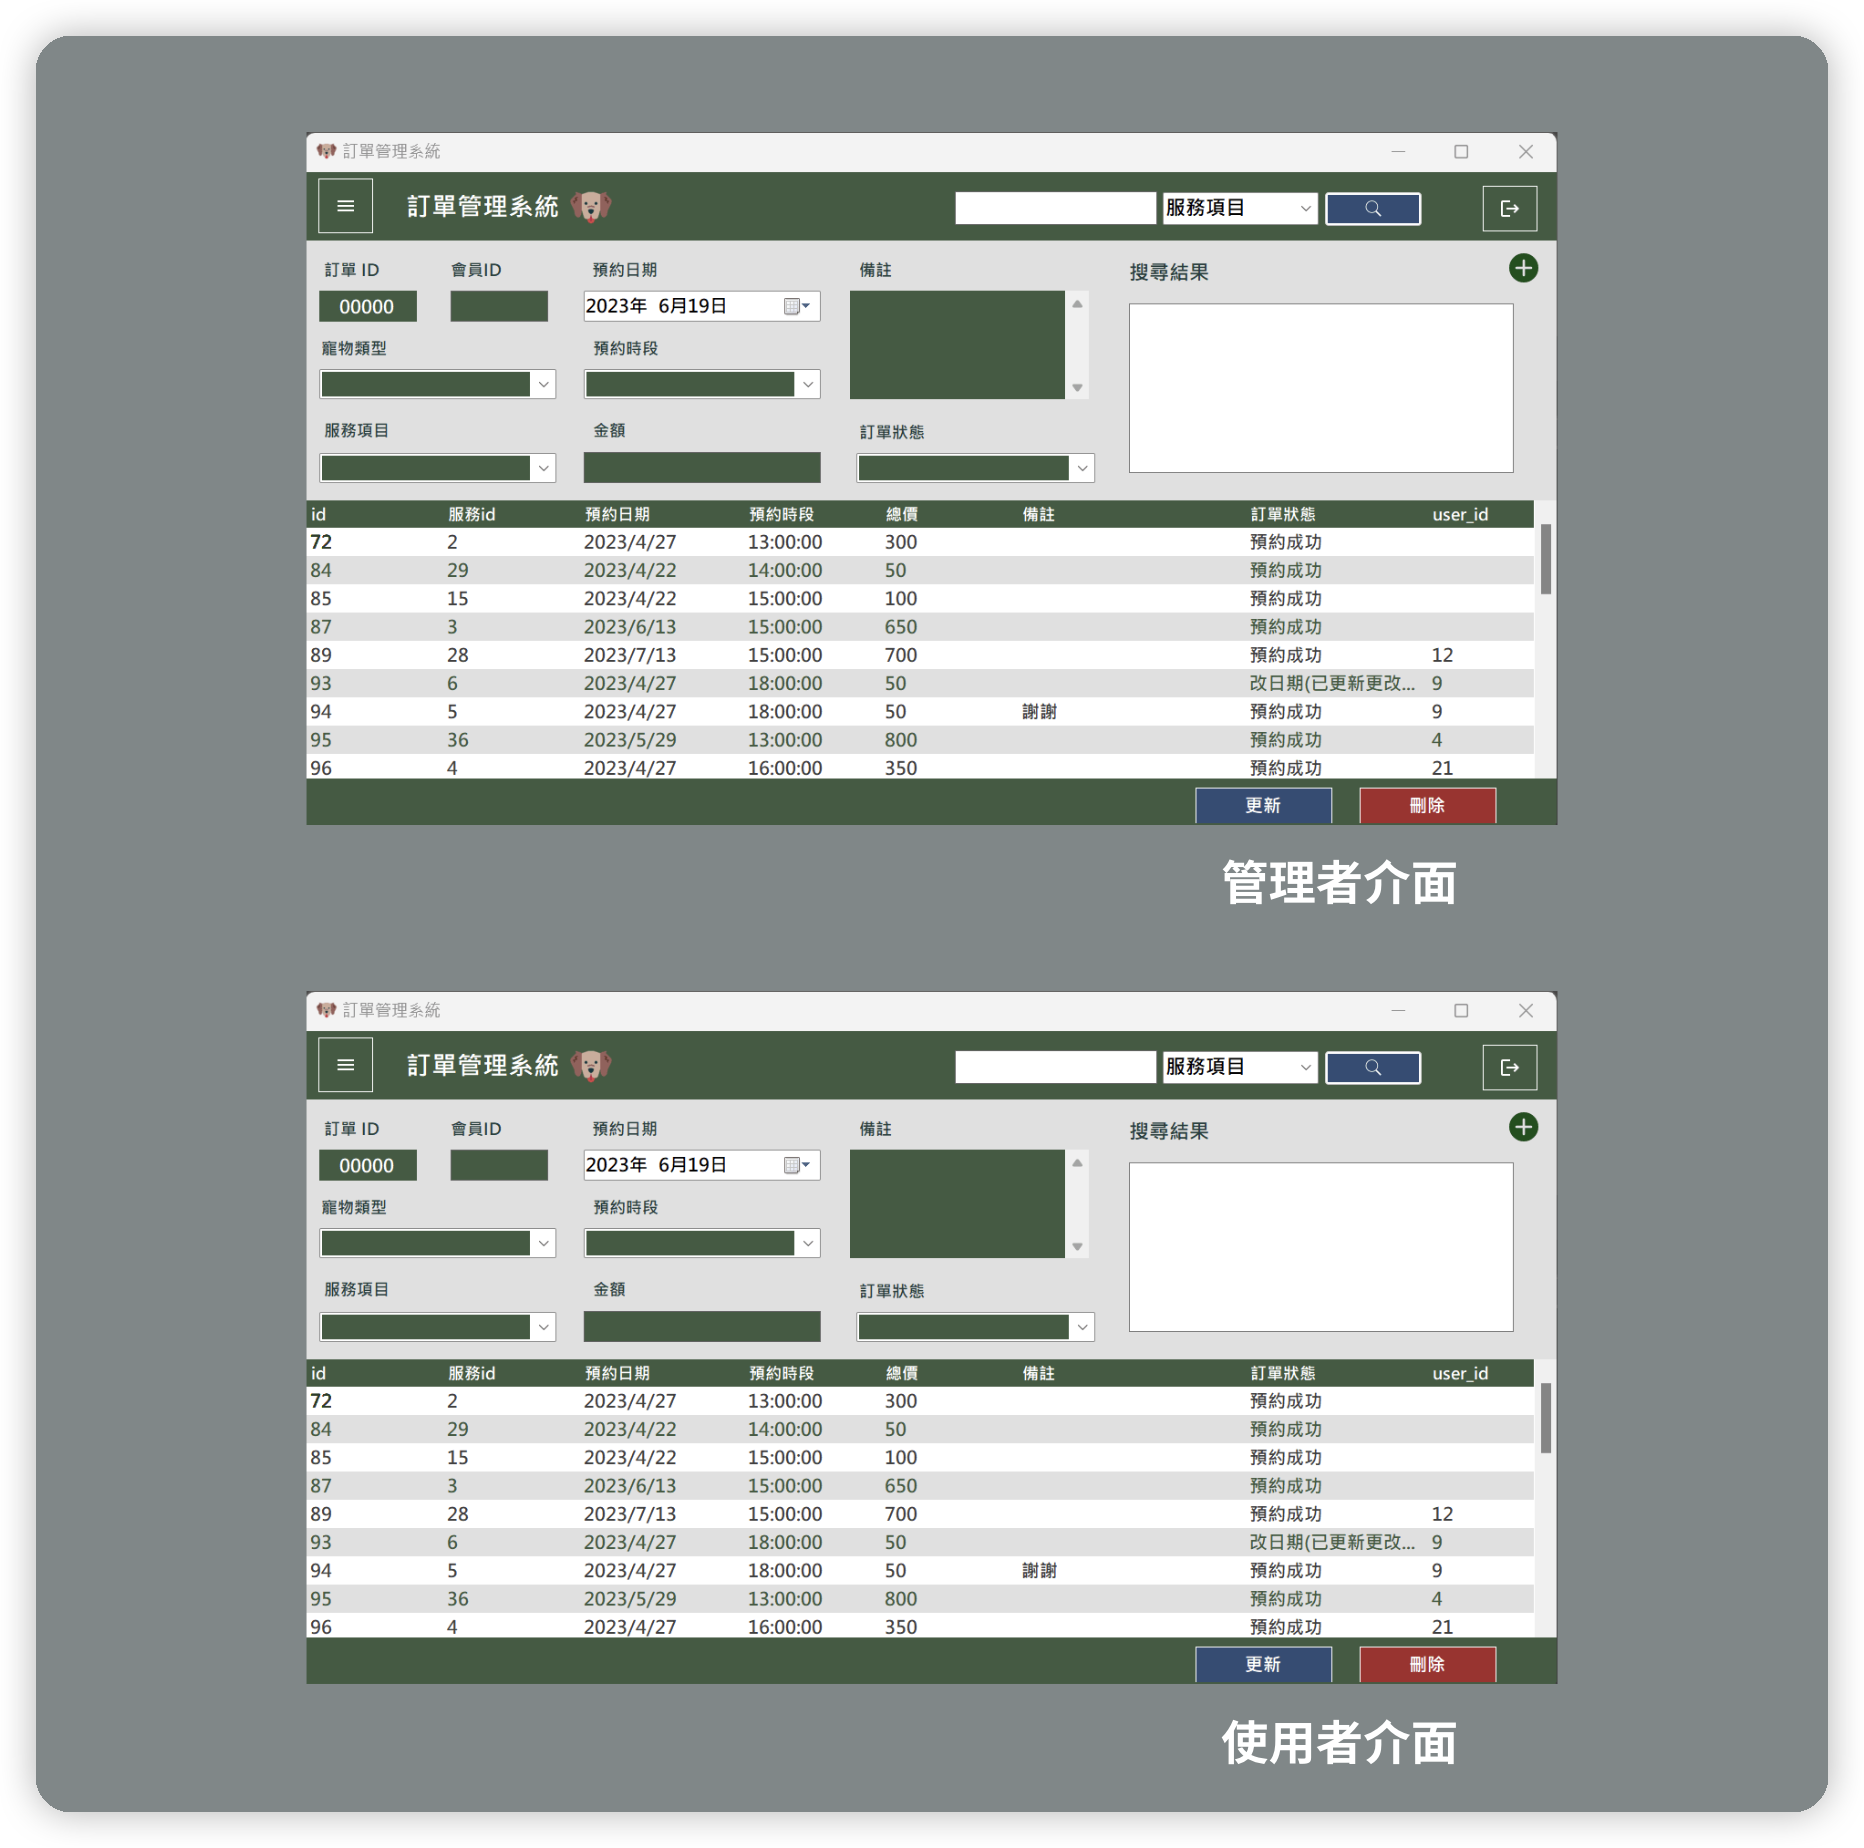 訂單管理系統
訂單管理系統 服務項目
訂單 ID 會員ID 預約日期 備註 搜尋結果
00000 2023年 6月19日
寵物類型 預約時段
服務項目 金額 訂單狀態
id 服務id 預約日期 預約時段 總價 備註 訂單狀態 user_id
72 2 2023/4/27 13:00:00 300 預約成功
84 29 2023/4/22 14:00:00 50 預約成功
85 15 2023/4/22 15:00:00 100 預約成功
87 3 2023/6/13 15:00:00 650 預約成功
89 28 2023/7/13 15:00:00 700 預約成功 12
93 6 2023/4/27 18:00:00 50 改日期(已更新更改... 9
94 5 2023/4/27 18:00:00 50 謝謝 預約成功 9
95 36 2023/5/29 13:00:00 800 預約成功 4
96 4 2023/4/27 16:00:00 350 預約成功 21
更新 刪除
管理者介面
訂單管理系統
訂單管理系統 服務項目
訂單 ID 會員ID 預約日期 備註 搜尋結果
00000 2023年 6月19日
寵物類型 預約時段
服務項目 金額 訂單狀態
id 服務id 預約日期 預約時段 總價 備註 訂單狀態 user_id
72 2 2023/4/27 13:00:00 300 預約成功
84 29 2023/4/22 14:00:00 50 預約成功
85 15 2023/4/22 15:00:00 100 預約成功
87 3 2023/6/13 15:00:00 650 預約成功
89 28 2023/7/13 15:00:00 700 預約成功 12
93 6 2023/4/27 18:00:00 50 改日期(已更新更改... 9
94 5 2023/4/27 18:00:00 50 謝謝 預約成功 9
95 36 2023/5/29 13:00:00 800 預約成功 4
96 4 2023/4/27 16:00:00 350 預約成功 21
更新 刪除
使用者介面